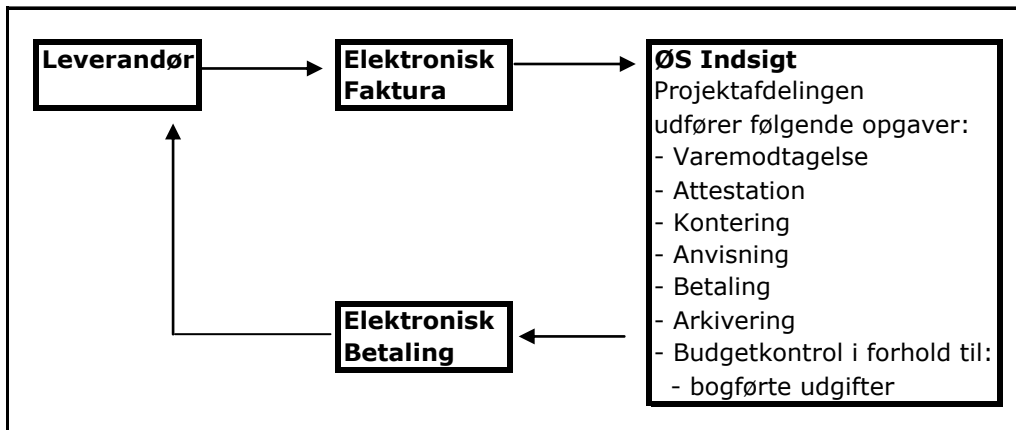 Leverandør
Elektronisk
Faktura
ØS Indsigt
Projektafdelingen
udfører følgende opgaver:
- Varemodtagelse
- Attestation
- Kontering
- Anvisning
- Betaling
- Arkivering
- Budgetkontrol i forhold til:
- bogførte udgifter
Elektronisk
Betaling